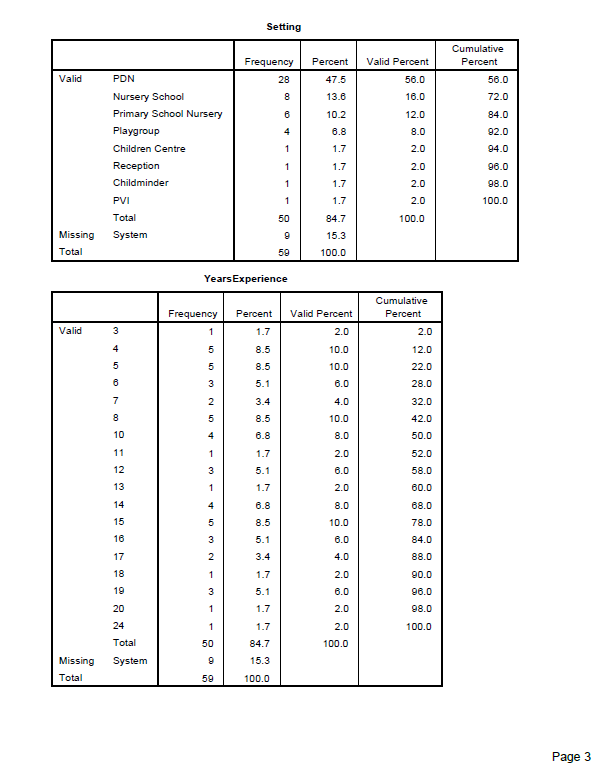 Setting
Frequency Percent Valid Percent Cumulative Percent
Valid PDN 28 47.5 56.0 56.0
Nursery School 8 13.6 16.0 72.0
Primary School Nursery 6 10.2 12.0 84.0
Playgroup 4 6.8 8.0 92.0
Children Centre 1 1.7 2.0 94.0
Reception 1 1.7 2.0 96.0
Childminder 1 1.7 2.0 98.0
PVI 1 1.7 2.0 100.0
Total 50 84.7 100.0
Missing System 9 15.3
Total 59 100.0
YearsExperience
Frequency Percent Valid Percent Cumulative Percent
Valid 3 1 1.7 2.0 2.0
4 5 8.5 10.0 12.0
5 5 8.5 10.0 22.0
6 3 5.1 6.0 28.0
7 2 3.4 4.0 32.0
8 5 8.5 10.0 42.0
10 4 6.8 8.0 50.0
11 1 1.7 2.0 52.0
12 3 5.1 6.0 58.0
13 1 1.7 2.0 60.0
14 4 6.8 8.0 68.0
15 5 8.5 10.0 78.0
16 3 5.1 6.0 84.0
17 2 3.4 4.0 88.0
18 1 1.7 2.0 90.0
19 3 5.1 6.0 96.0
20 1 1.7 2.0 98.0
24 1 1.7 2.0 100.0
Total 50 84.7 100.0
Missing System 9 15.3
Total 59 100.0
Page 3